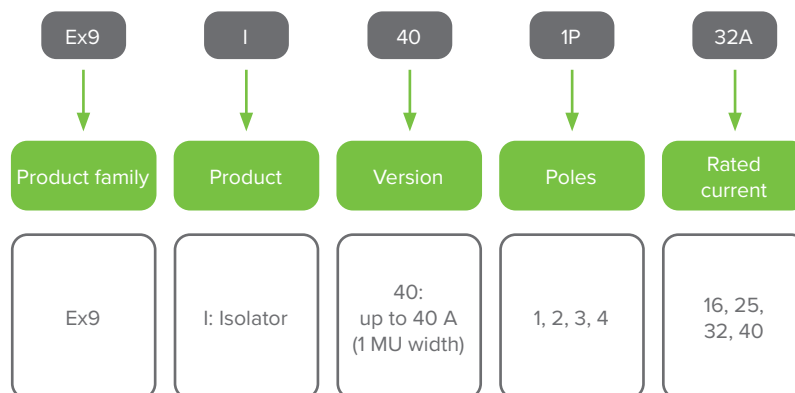 Ex9
I
40
1P
32A
Product family
Product
Version
Poles
Rated
current
Ex9
I: Isolator
40:
up to 40 A
(1 MU width)
1, 2, 3, 4
16, 25,
32, 40